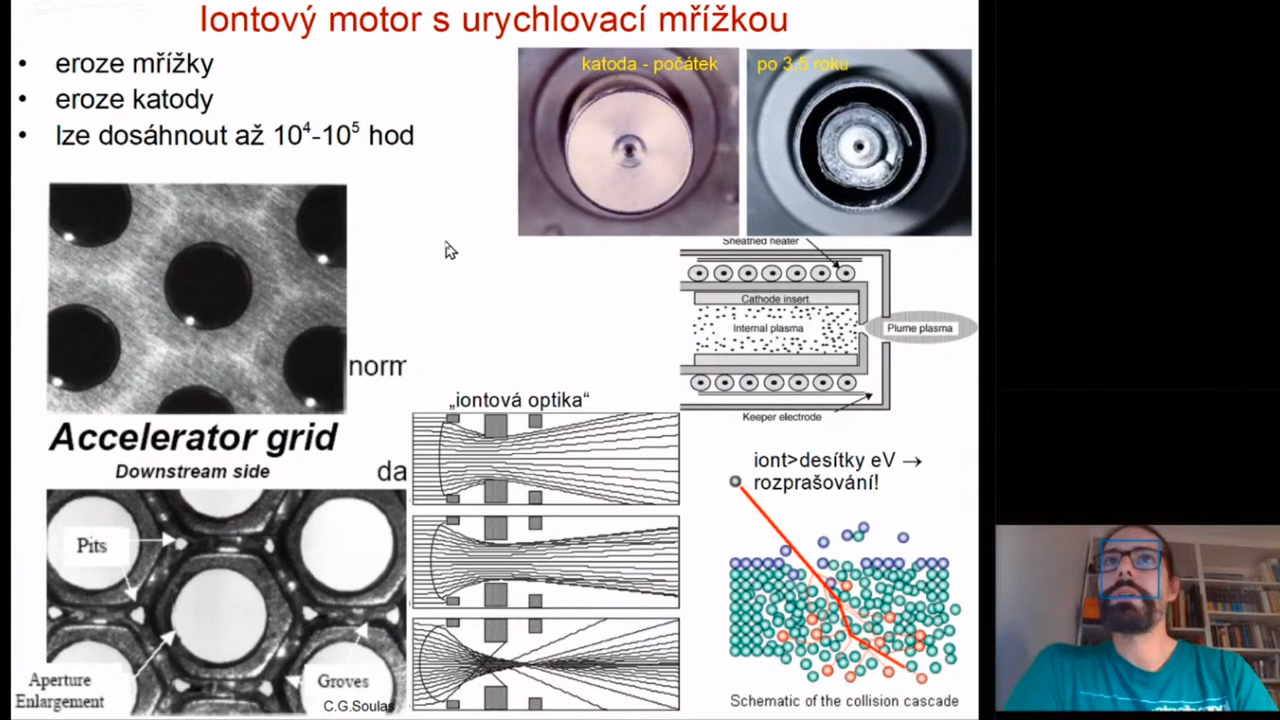 Iontový motor s urychlovací mřížkou
• eroze mřížky
• eroze katody
• lze dosáhnout až 10⁴-10⁵ hod
katoda - počátek
po 3,5 roku
Sheathed heater
Cathode insert
Internal plasma
Plume plasma
Keeper electrode
norm
Accelerator grid
Downstream side
da
Pits
Aperture
Enlargement
Groves
C.G.Soulas
„iontová optika“
iont>desítky eV →
rozprašování!
Schematic of the collision cascade